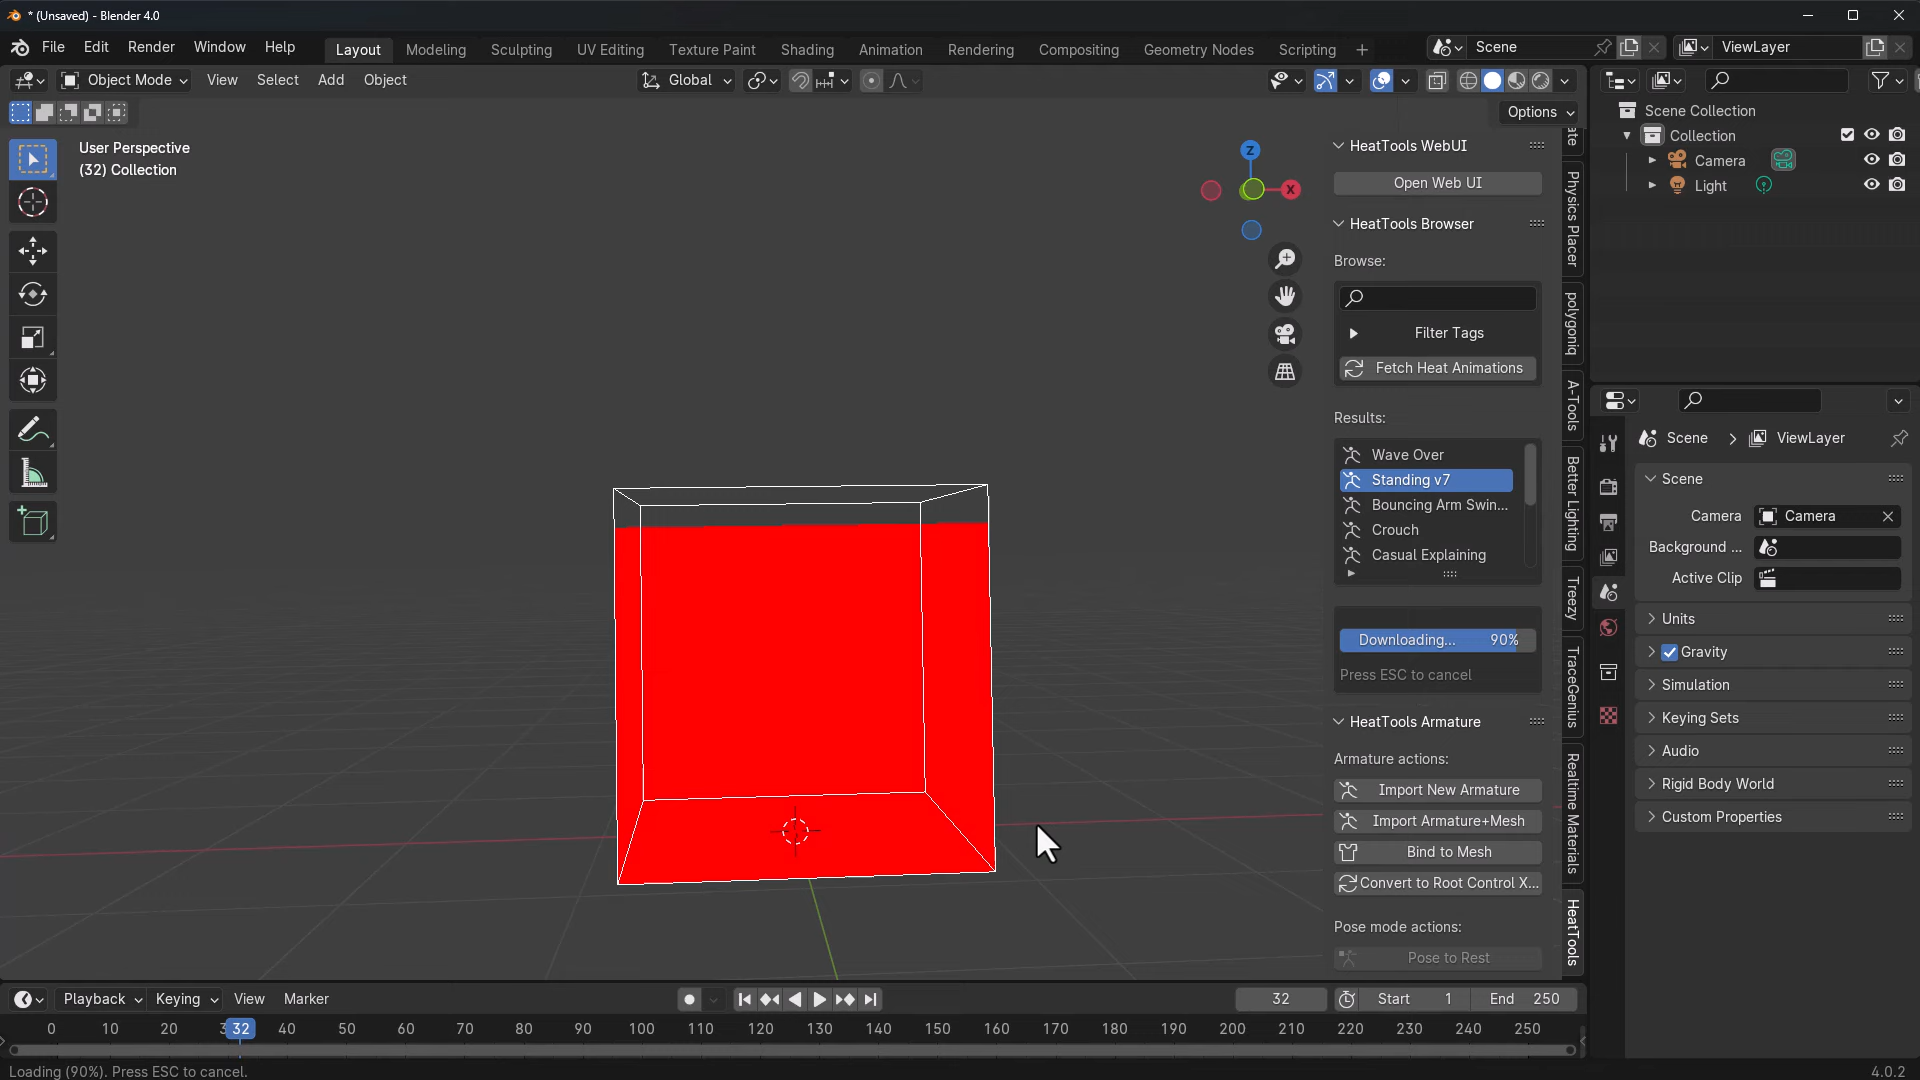 * (Unsaved) - Blender 4.0
File Edit Render Window Help
Layout Modeling Sculpting UV Editing Texture Paint Shading Animation Rendering Compositing Geometry Nodes Scripting +
Scene
ViewLayer
Object Mode View Select Add Object
Global
Options
User Perspective
(32) Collection
Z
X
HeatTools WebUI
Open Web UI
HeatTools Browser
Browse:
Filter Tags
Fetch Heat Animations
Results:
Wave Over
Standing v7
Bouncing Arm Swin...
Crouch
Casual Explaining
Downloading... 90%
Press ESC to cancel
HeatTools Armature
Armature actions:
Import New Armature
Import Armature+Mesh
Bind to Mesh
Convert to Root Control X...
Pose mode actions:
Pose to Rest
ate
Physics Placer
polygoniq
A-Tools
Better Lighting
Treezy
TraceGenius
Realtime Materials
HeatTools
Scene Collection
Collection
Camera
Light
Scene > ViewLayer
Scene
Camera Camera
Background ...
Active Clip
Units
Gravity
Simulation
Keying Sets
Audio
Rigid Body World
Custom Properties
Playback Keying View Marker
32
Start 1 End 250
0 10 20 3 32 40 50 60 70 80 90 100 110 120 130 140 150 160 170 180 190 200 210 220 230 240 250
Loading (90%). Press ESC to cancel.
4.0.2